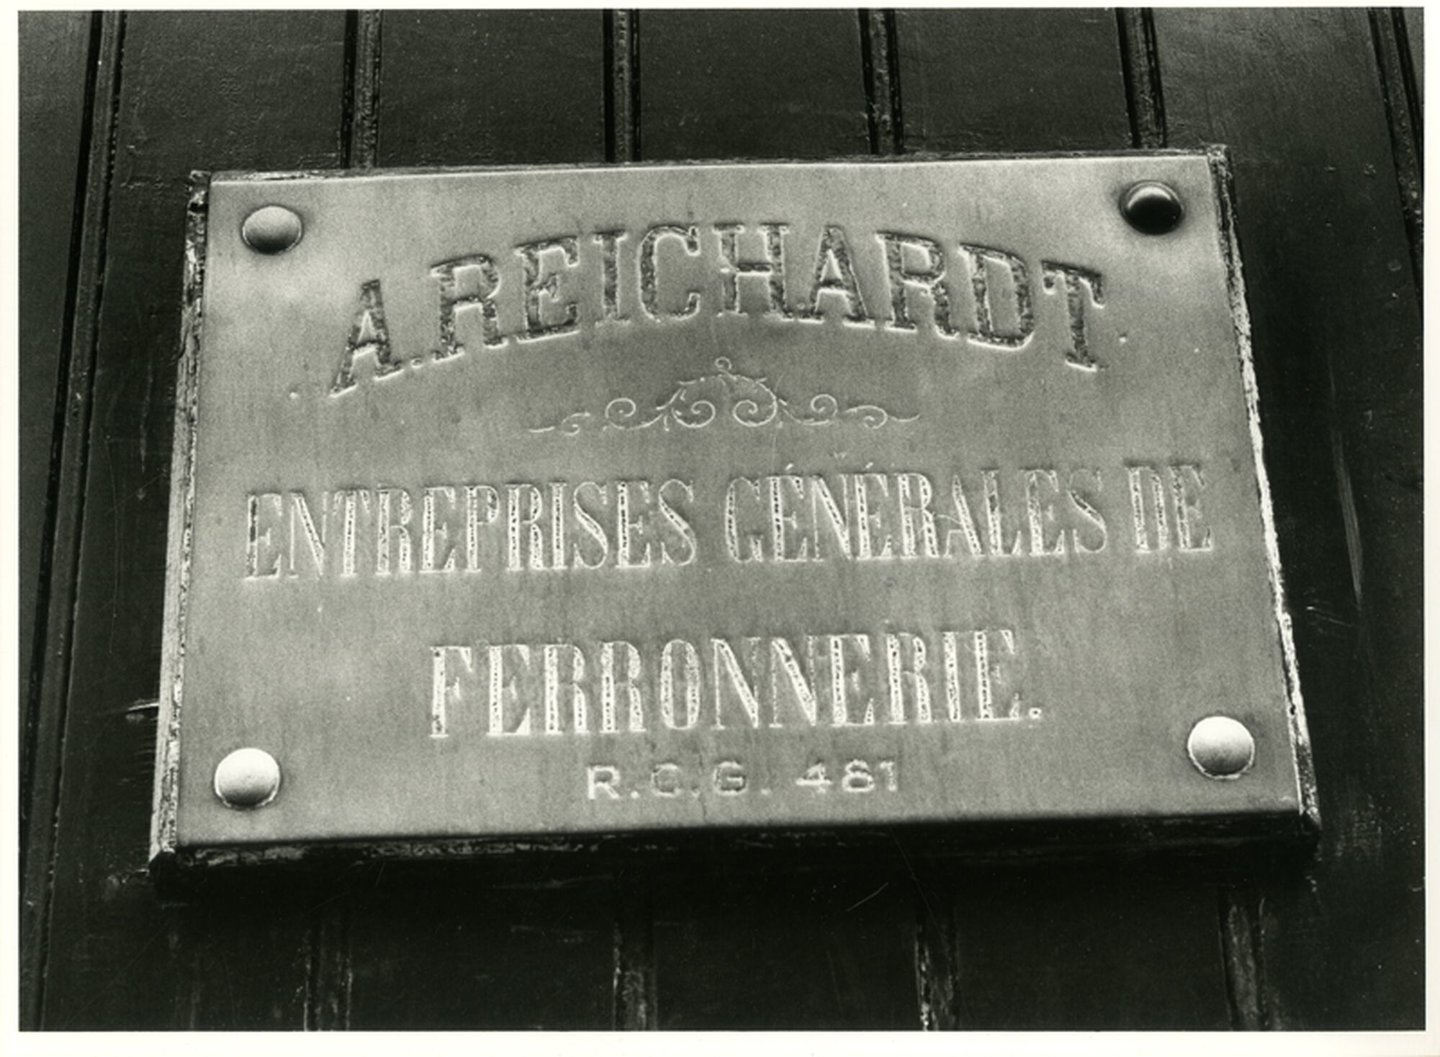 A. REICHARDT
ENTREPRISES GÉNÉRALES DE
FERRONNERIE.
R.C.G. 481